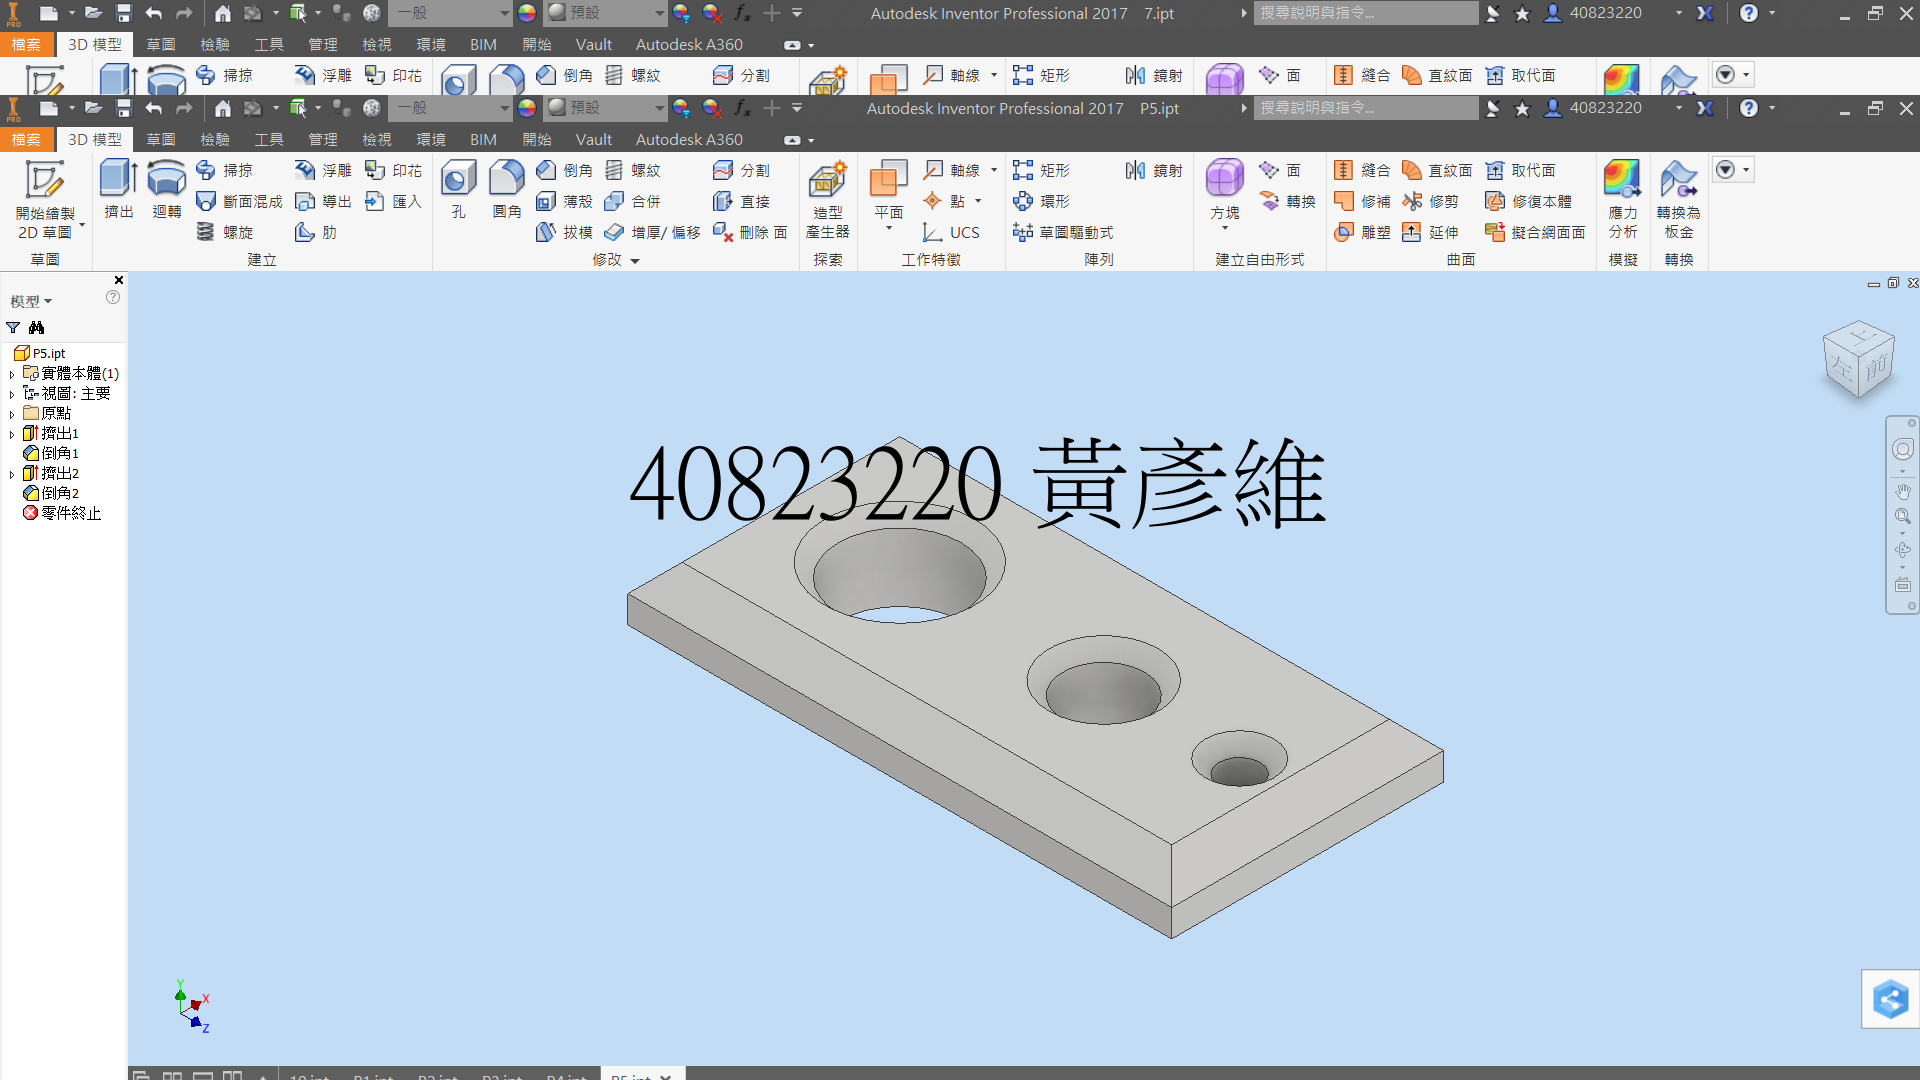 PRO 一般 預設 fx Autodesk Inventor Professional 2017 7.ipt 搜尋說明與指令... 40823220
檔案 3D 模型 草圖 檢驗 工具 管理 檢視 環境 BIM 開始 Vault Autodesk A360
掃掠 浮雕 印花 倒角 螺紋 分割 軸線 矩形 鏡射 面 縫合 直紋面 取代面
PRO 一般 預設 fx Autodesk Inventor Professional 2017 P5.ipt 搜尋說明與指令... 40823220
檔案 3D 模型 草圖 檢驗 工具 管理 檢視 環境 BIM 開始 Vault Autodesk A360
掃掠 浮雕 印花 倒角 螺紋 分割 軸線 矩形 鏡射 面 縫合 直紋面 取代面
開始繪製 擠出 迴轉 斷面混成 導出 匯入 孔 圓角 薄殼 合併 直接 造型 平面 點 環形 方塊 轉換 修補 修剪 修復本體 應力 轉換為
2D 草圖 螺旋 肋 拔模 增厚/ 偏移 刪除 面 產生器 UCS 草圖驅動式 雕塑 延伸 擬合網面面 分析 板金
草圖 建立 修改 探索 工作特徵 陣列 建立自由形式 曲面 模擬 轉換
模型
P5.ipt
實體本體(1)
視圖: 主要
原點
擠出1
倒角1
擠出2
倒角2
零件終止
40823220 黃彥維
上
左 前
Y
X
Z
10.ipt P1.ipt P2.ipt P3.ipt P4.ipt P5.ipt